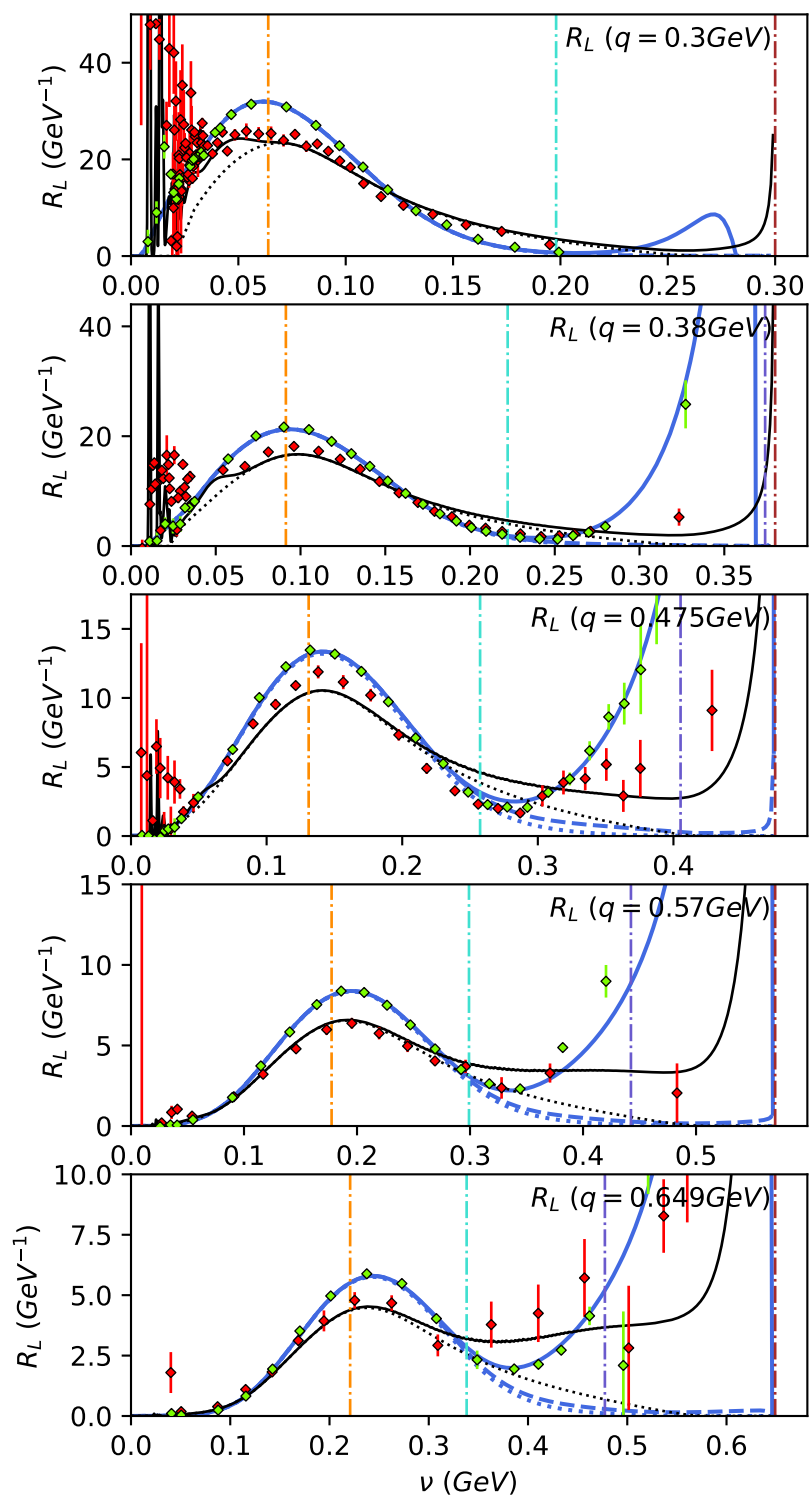 R_L (q = 0.3GeV)
R_L (GeV^{-1})
40
20
0
0.00 0.05 0.10 0.15 0.20 0.25 0.30
R_L (q = 0.38GeV)
R_L (GeV^{-1})
40
20
0
0.00 0.05 0.10 0.15 0.20 0.25 0.30 0.35
R_L (q = 0.475GeV)
R_L (GeV^{-1})
15
10
5
0
0.0 0.1 0.2 0.3 0.4
R_L (q = 0.57GeV)
R_L (GeV^{-1})
15
10
5
0
0.0 0.1 0.2 0.3 0.4 0.5
R_L (q = 0.649GeV)
R_L (GeV^{-1})
10.0
7.5
5.0
2.5
0.0
0.0 0.1 0.2 0.3 0.4 0.5 0.6
ν (GeV)